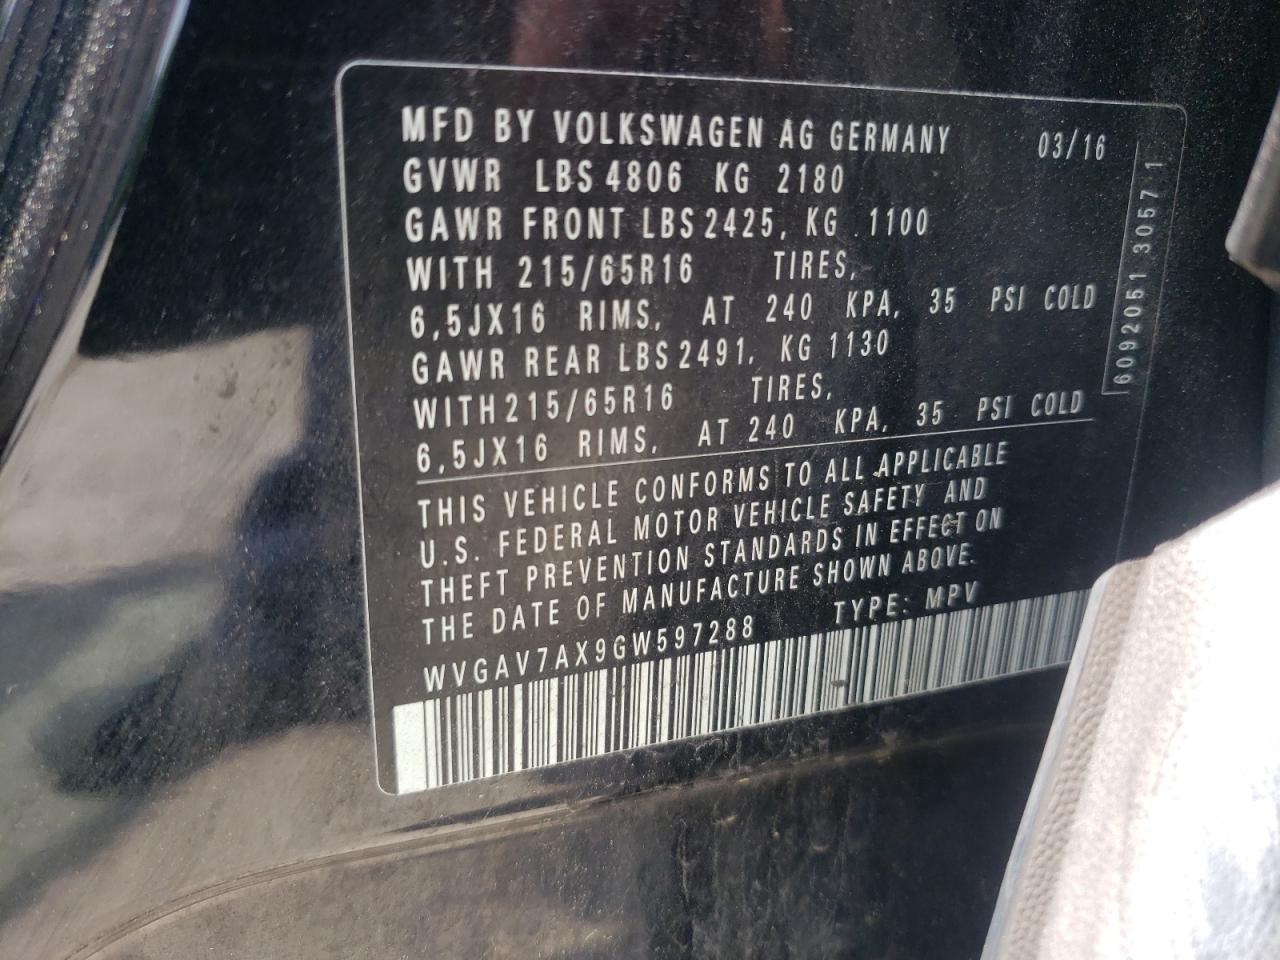 MFD BY VOLKSWAGEN AG GERMANY 03/16
GVWR LBS 4806 KG 2180
GAWR FRONT LBS 2425, KG 1100
WITH 215/65R16 TIRES,
6,5JX16 RIMS, AT 240 KPA, 35 PSI COLD
GAWR REAR LBS 2491, KG 1130
WITH 215/65R16 TIRES,
6,5JX16 RIMS, AT 240 KPA, 35 PSI COLD
THIS VEHICLE CONFORMS TO ALL APPLICABLE
U.S. FEDERAL MOTOR VEHICLE SAFETY AND
THEFT PREVENTION STANDARDS IN EFFECT ON
THE DATE OF MANUFACTURE SHOWN ABOVE.
WVGAV7AX9GW597288 TYPE: MPV
6092051 3057 1